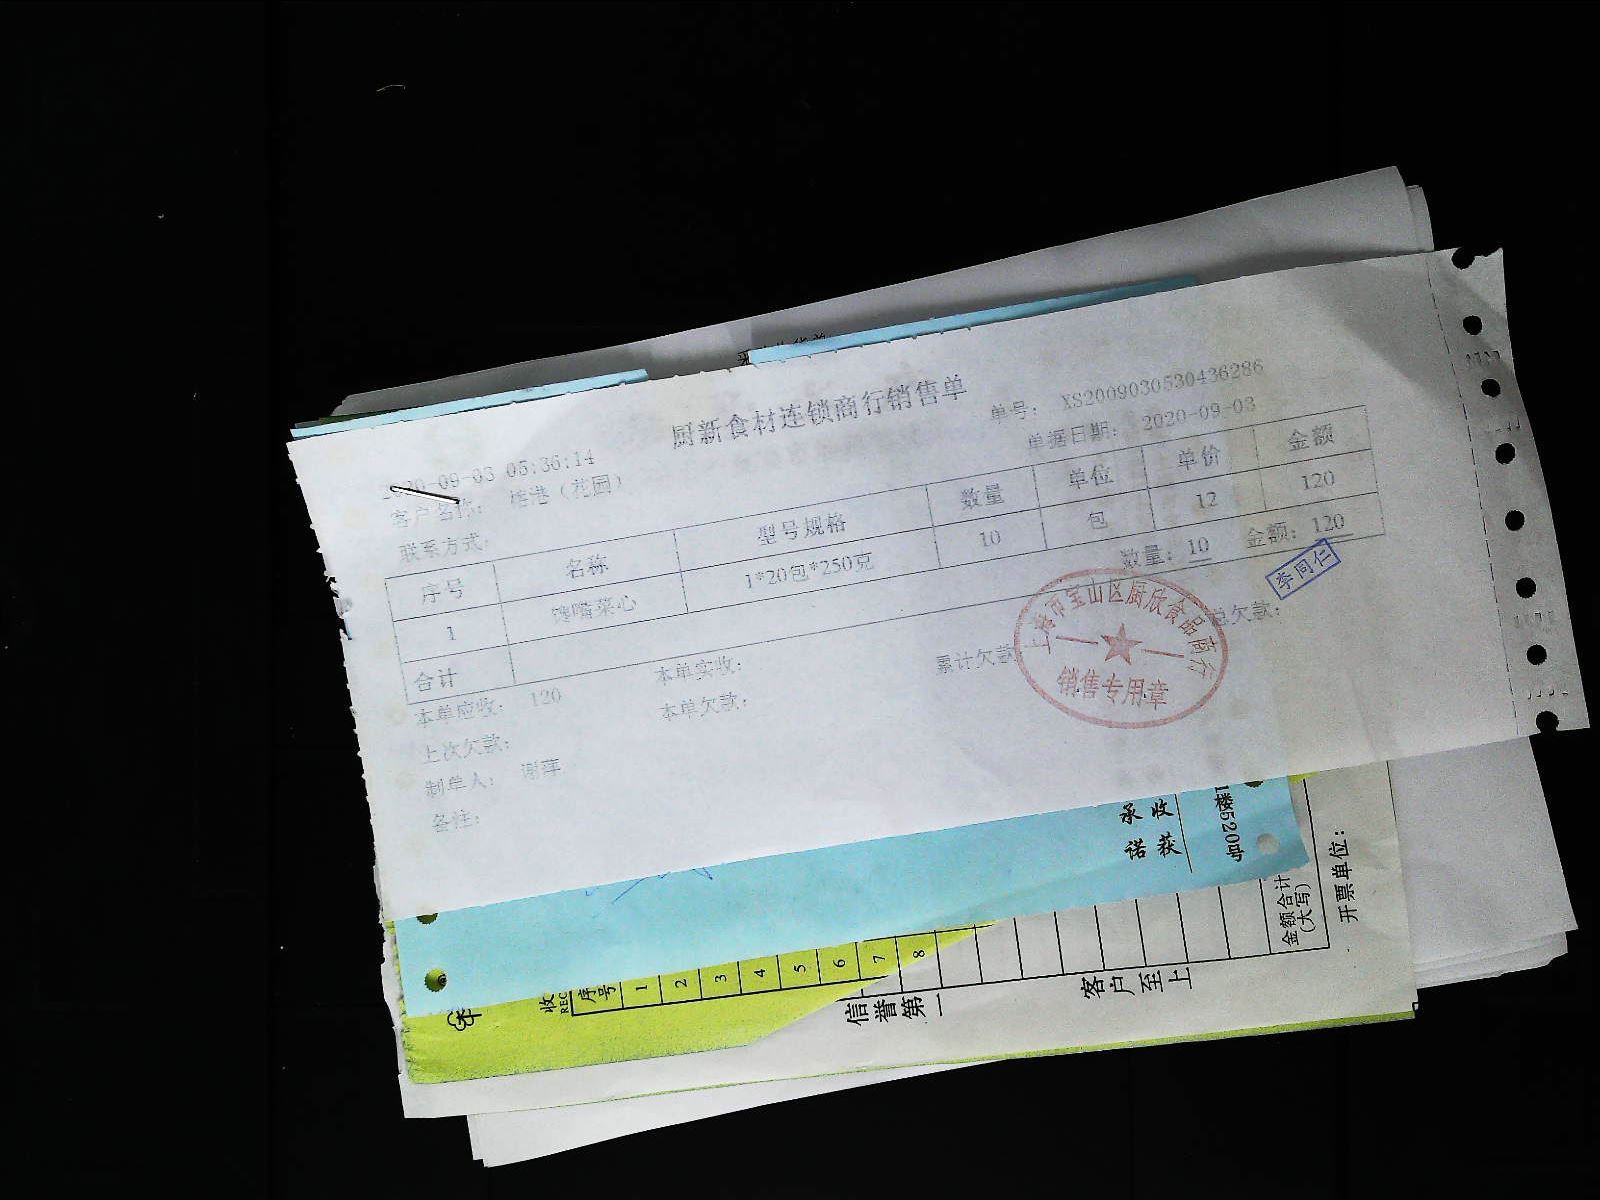 厨新食材连锁商行销售单
单号: XS2009030530436286
2020-09-03 05:36:14
单据日期: 2020-09-03
客户名称: 港（花园）
联系方式:
序号 名称 型号规格 数量 单位 单价 金额
1 馋嘴菜心 1*20包*250克 10 包 12 120
合计 数量: 10 金额: 120
本单应收: 120 本单实收: 累计欠款: 总欠款:
上次欠款: 本单欠款:
制单人: 谢萍
备注:
李同仁
上海市宝山区厨欣食品商行
销售专用章
承诺
收获
1楼520号
序号
1
2
3
4
5
6
7
8
金额合计
(大写)
开票单位:
信誉第一
客户至上
收
REC